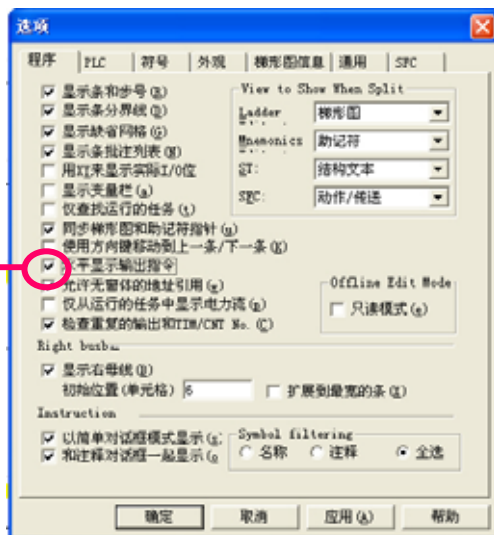 选项
程序 PLC 符号 外观 梯形图信息 通用 SFC
显示条和步号(R)
显示条分界线(D)
显示缺省网格(G)
显示条批注列表(H)
用XI来显示实际I/O位
显示变量栏(a)
仅查找运行的任务(t)
同步梯形图和助记符指针(u)
使用方向键移动到上一条/下一条(K)
水平显示输出指令
允许无窗体的地址引用
仅从运行的任务中显示电力流
检查重复的输出和TIM/CNT No. (C)
View to Show When Split
Ladder 梯形图
Mnemonics 助记符
ST: 结构文本
SFC: 动作/传送
Offline Edit Mode
只读模式(e)
Right busba
显示右母线
初始位置(单元格) 6
扩展到最宽的条
Instruction
以简单对话框模式显示
和注释对话框一起显示
Symbol filtering
名称 注释 全选
确定 取消 应用(A) 帮助